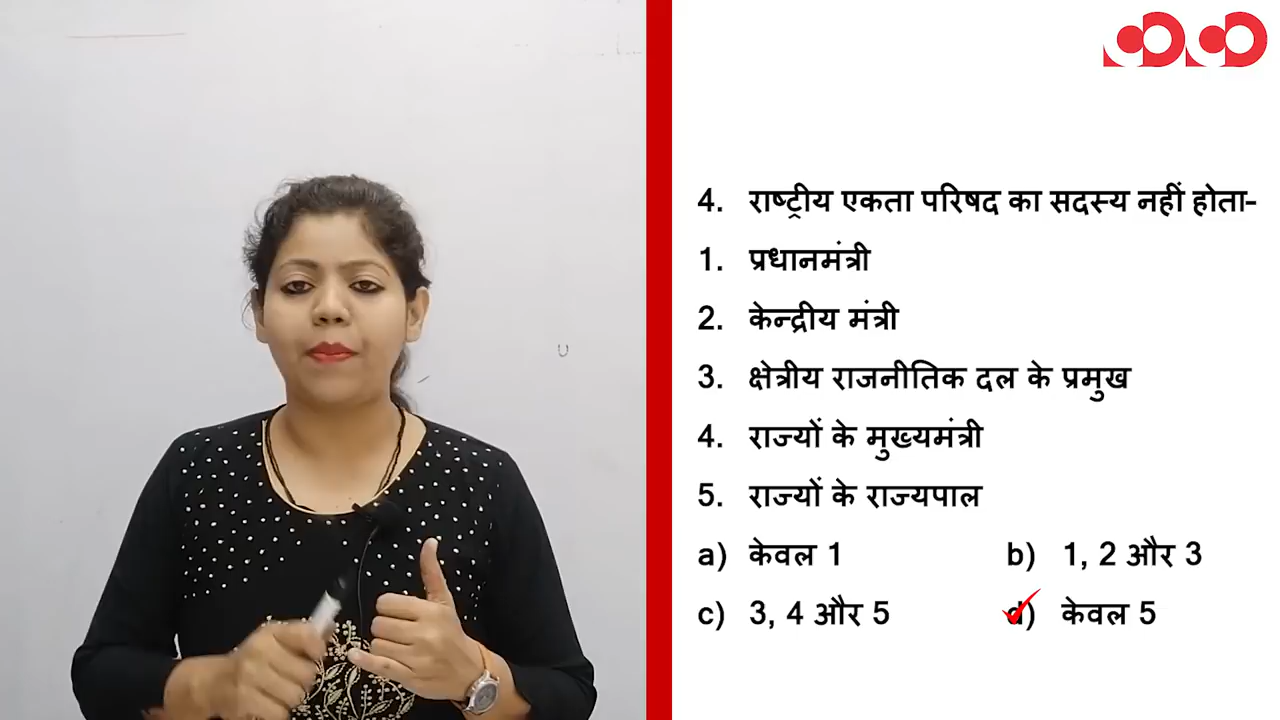 4. राष्ट्रीय एकता परिषद का सदस्य नहीं होता-
1. प्रधानमंत्री
2. केन्द्रीय मंत्री
3. क्षेत्रीय राजनीतिक दल के प्रमुख
4. राज्यों के मुख्यमंत्री
5. राज्यों के राज्यपाल
a) केवल 1 b) 1, 2 और 3
c) 3, 4 और 5 d) केवल 5